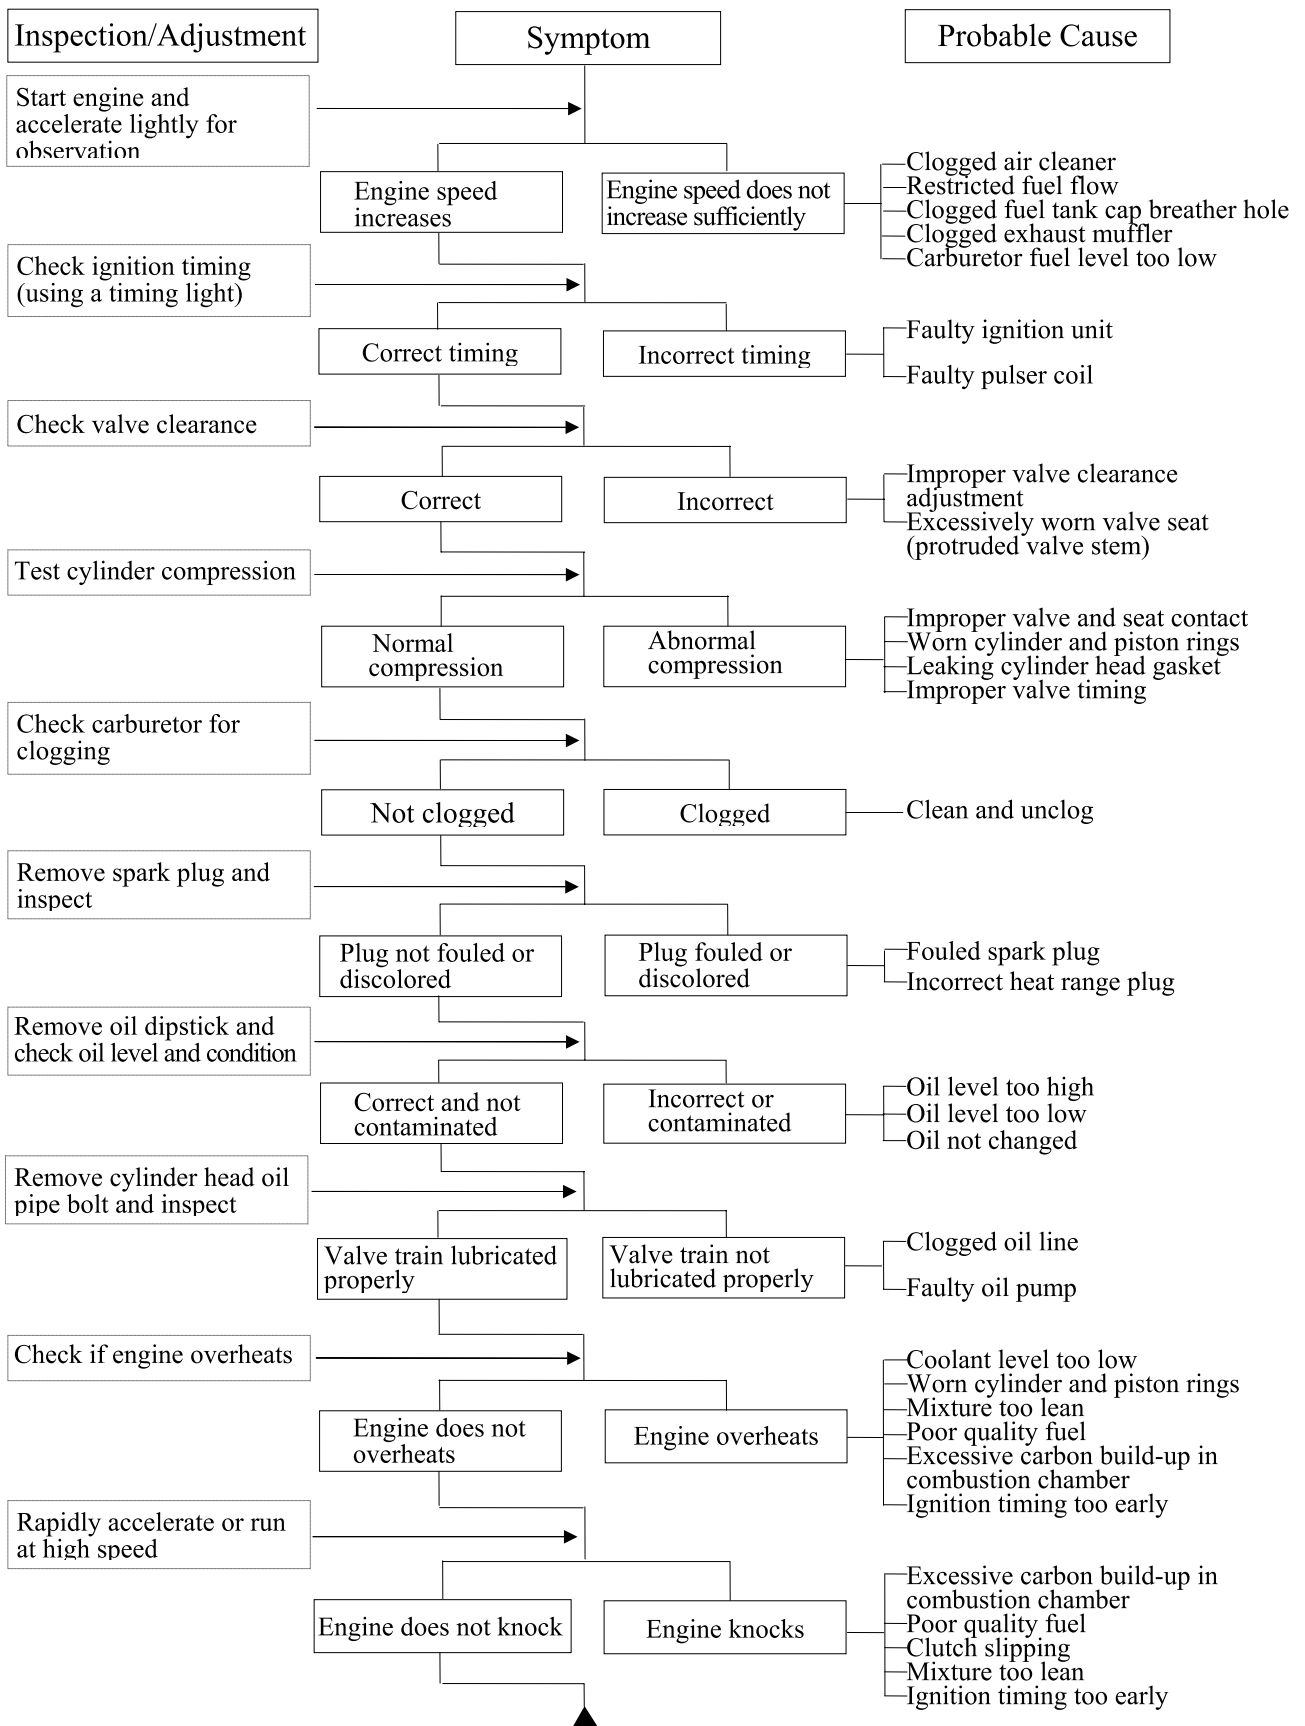 Inspection/Adjustment
Symptom
Probable Cause
Start engine and
accelerate lightly for
observation
Engine speed
increases
Engine speed does not
increase sufficiently
Clogged air cleaner
Restricted fuel flow
Clogged fuel tank cap breather hole
Clogged exhaust muffler
Carburetor fuel level too low
Check ignition timing
(using a timing light)
Correct timing
Incorrect timing
Faulty ignition unit
Faulty pulser coil
Check valve clearance
Correct
Incorrect
Improper valve clearance
adjustment
Excessively worn valve seat
(protruded valve stem)
Test cylinder compression
Normal
compression
Abnormal
compression
Improper valve and seat contact
Worn cylinder and piston rings
Leaking cylinder head gasket
Improper valve timing
Check carburetor for
clogging
Not clogged
Clogged
Clean and unclog
Remove spark plug and
inspect
Plug not fouled or
discolored
Plug fouled or
discolored
Fouled spark plug
Incorrect heat range plug
Remove oil dipstick and
check oil level and condition
Correct and not
contaminated
Incorrect or
contaminated
Oil level too high
Oil level too low
Oil not changed
Remove cylinder head oil
pipe bolt and inspect
Valve train lubricated
properly
Valve train not
lubricated properly
Clogged oil line
Faulty oil pump
Check if engine overheats
Engine does not
overheats
Engine overheats
Coolant level too low
Worn cylinder and piston rings
Mixture too lean
Poor quality fuel
Excessive carbon build-up in
combustion chamber
Ignition timing too early
Rapidly accelerate or run
at high speed
Engine does not knock
Engine knocks
Excessive carbon build-up in
combustion chamber
Poor quality fuel
Clutch slipping
Mixture too lean
Ignition timing too early